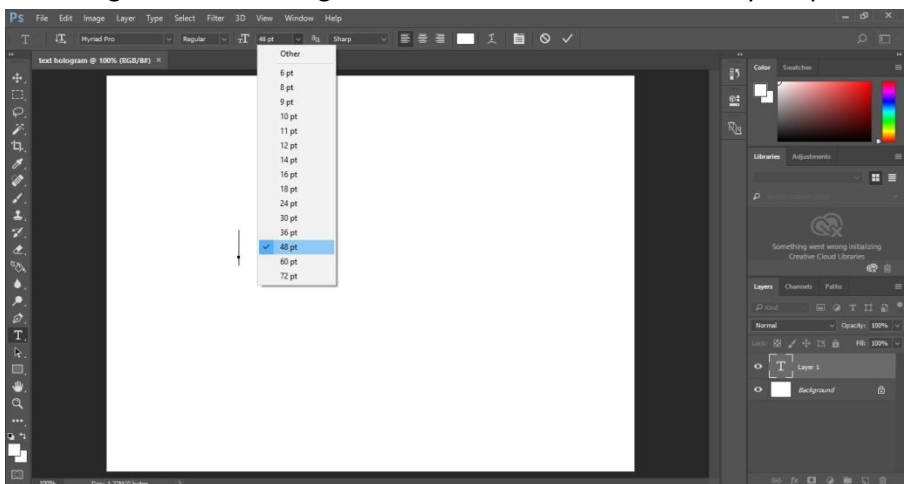 Ps File Edit Image Layer Type Select Filter 3D View Window Help
T Myriad Pro Regular 48 pt Sharp
text hologram @ 100% (RGB/8#) ×
Other
6 pt
8 pt
9 pt
10 pt
11 pt
12 pt
14 pt
16 pt
18 pt
24 pt
30 pt
36 pt
48 pt
60 pt
72 pt
Color Swatches
Libraries Adjustments
Something went wrong initializing
Creative Cloud Libraries
Layers Channels Paths
Kind
Normal Opacity: 100%
Lock: Fill: 100%
T Layer 1
Background
100%